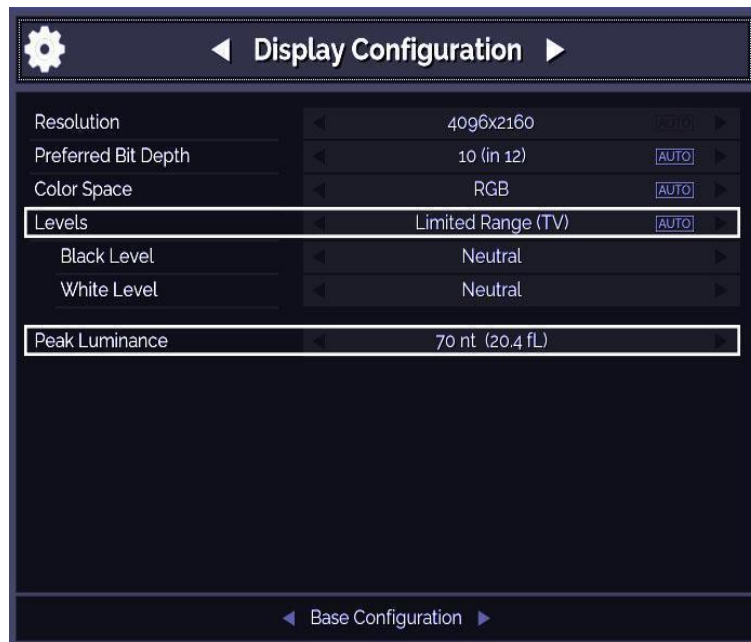 Display Configuration
Resolution 4096x2160 AUTO
Preferred Bit Depth 10 (in 12) AUTO
Color Space RGB AUTO
Levels Limited Range (TV) AUTO
Black Level Neutral
White Level Neutral
Peak Luminance 70 nt (20.4 fL)
Base Configuration